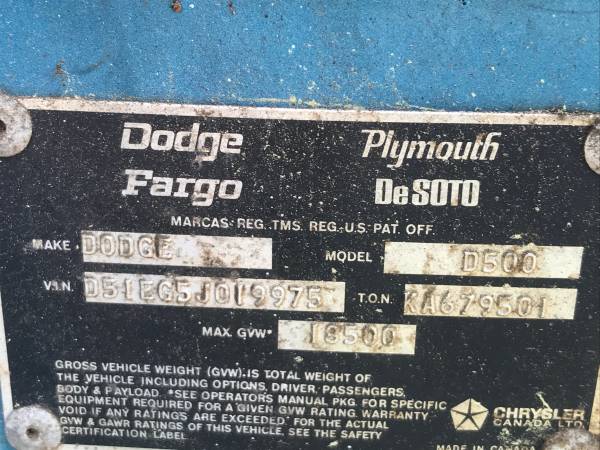 Dodge Plymouth
Fargo De SOTO
MARCAS REG. TMS. REG. U.S. PAT. OFF.
MAKE DODGE MODEL D500
V.I.N. D51EG5J019975 T.O.N. KA679501
MAX. GVW* 18500
GROSS VEHICLE WEIGHT (GVW) IS TOTAL WEIGHT OF
THE VEHICLE INCLUDING OPTIONS, DRIVER, PASSENGERS,
BODY & PAYLOAD. *SEE OPERATOR'S MANUAL PKG. FOR SPECIFIC
EQUIPMENT REQUIRED FOR A GIVEN GVW RATING. WARRANTY
VOID IF ANY RATINGS ARE EXCEEDED. FOR THE ACTUAL
GVW & GAWR RATINGS OF THIS VEHICLE, SEE THE SAFETY
CERTIFICATION LABEL.
CHRYSLER
CANADA LTD.
MADE IN CANADA